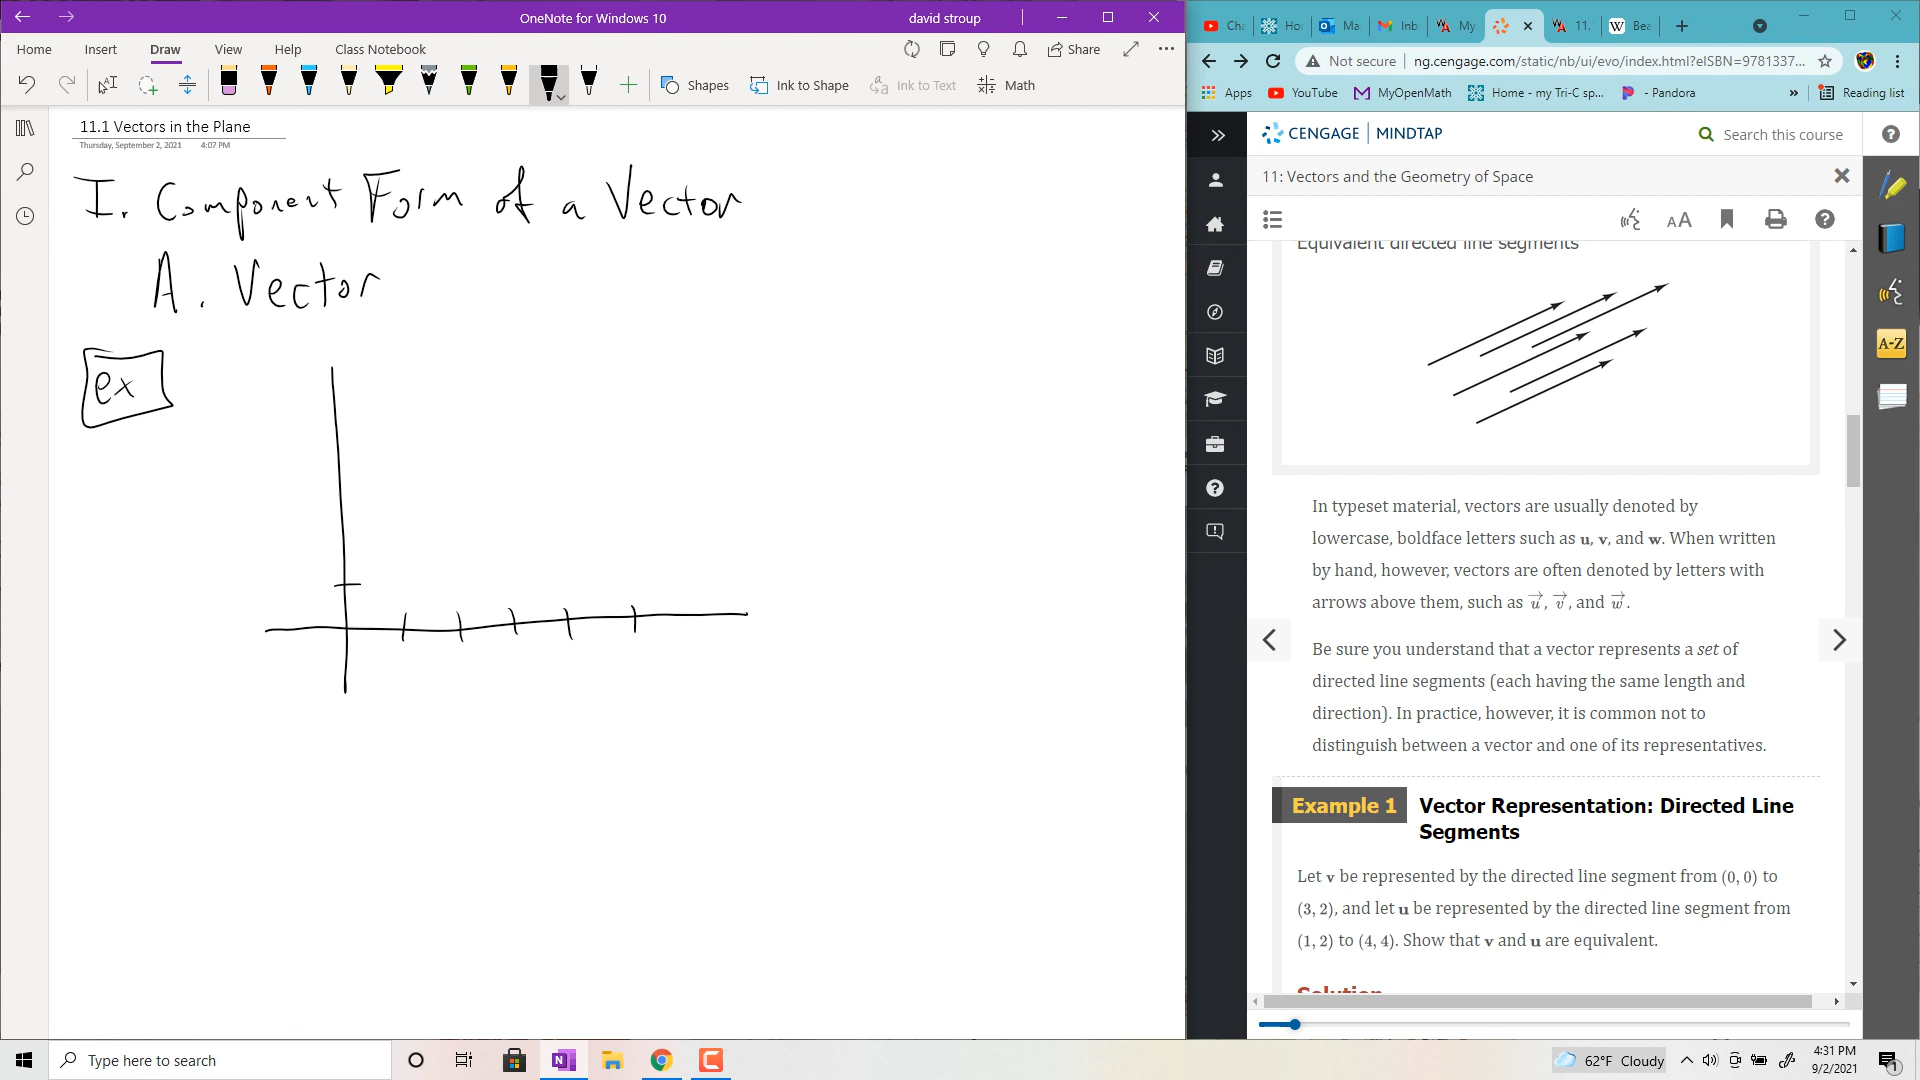 OneNote for Windows 10
david stroup
Home Insert Draw View Help Class Notebook
Share
Shapes Ink to Shape Ink to Text Math
11.1 Vectors in the Plane
Thursday, September 2, 2021 4:07 PM
I. Component Form of a Vector
A. Vector
ex
Type here to search
Ch Ho Ma Inb My 11. Bea
Not secure ng.cengage.com/static/nb/ui/evo/index.html?eISBN=9781337...
Apps YouTube MyOpenMath Home - my Tri-C sp... - Pandora » Reading list
CENGAGE MINDTAP Search this course
11: Vectors and the Geometry of Space
AA
A-Z
Equivalent directed line segments
In typeset material, vectors are usually denoted by
lowercase, boldface letters such as u, v, and w. When written
by hand, however, vectors are often denoted by letters with
arrows above them, such as u⃗, v⃗, and w⃗.
Be sure you understand that a vector represents a set of
directed line segments (each having the same length and
direction). In practice, however, it is common not to
distinguish between a vector and one of its representatives.
Example 1 Vector Representation: Directed Line
Segments
Let v be represented by the directed line segment from (0, 0) to
(3, 2), and let u be represented by the directed line segment from
(1, 2) to (4, 4). Show that v and u are equivalent.
Solution
62°F Cloudy
4:31 PM
9/2/2021
1